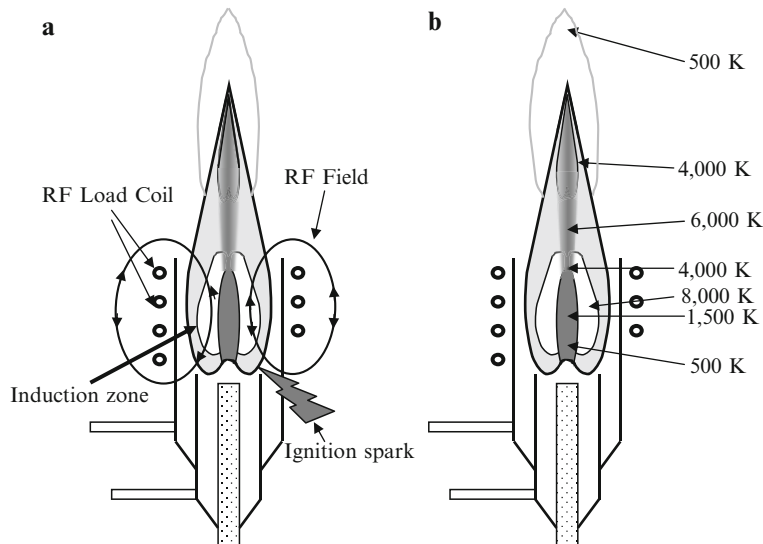 a
RF Load Coil
RF Field
Induction zone
Ignition spark
b
500 K
4,000 K
6,000 K
4,000 K
8,000 K
1,500 K
500 K